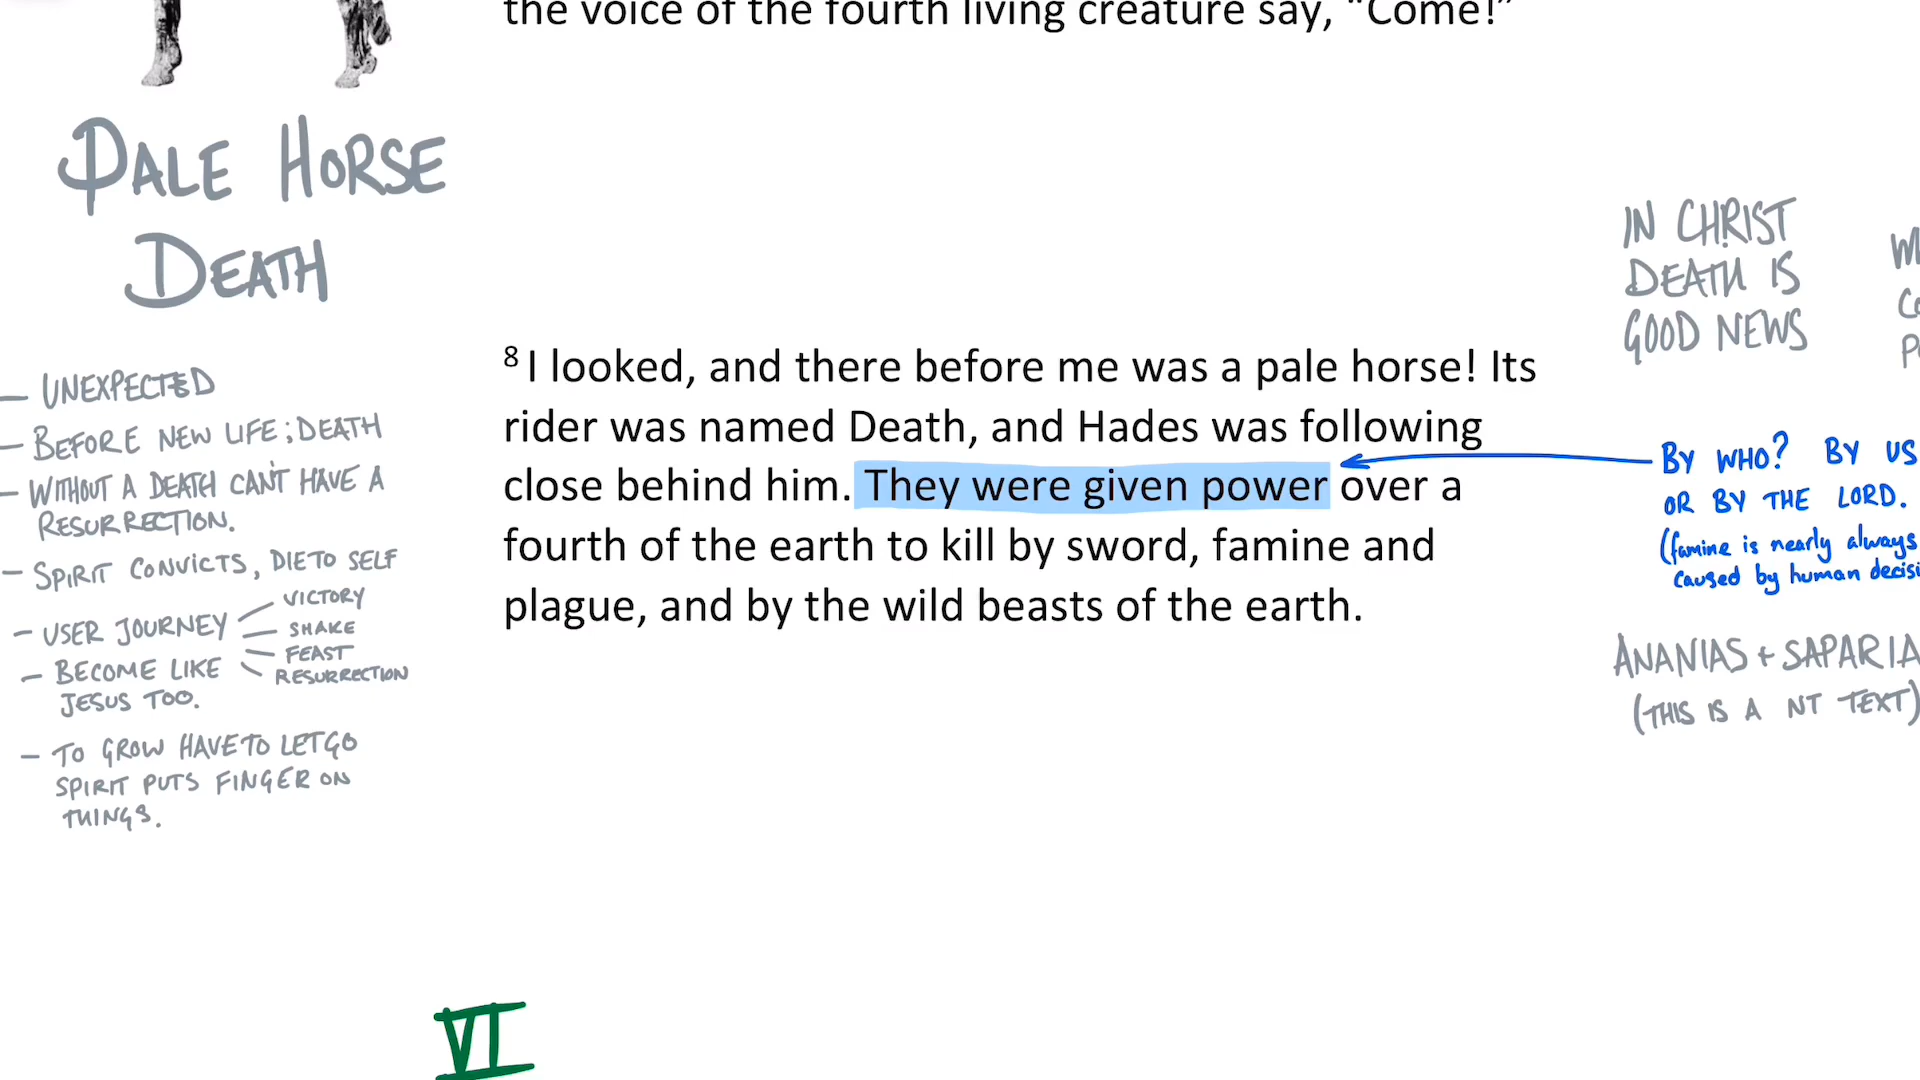 the voice of the fourth living creature say, "Come!"
PALE HORSE
DEATH
— UNEXPECTED
— BEFORE NEW LIFE; DEATH
— WITHOUT A DEATH CAN'T HAVE A
RESURRECTION.
— SPIRIT CONVICTS, DIE TO SELF
— USER JOURNEY
VICTORY
SHAKE
FEAST
RESURRECTION
— BECOME LIKE
JESUS TOO.
— TO GROW HAVE TO LET GO
SPIRIT PUTS FINGER ON
THINGS.
8 I looked, and there before me was a pale horse! Its
rider was named Death, and Hades was following
close behind him. They were given power over a
fourth of the earth to kill by sword, famine and
plague, and by the wild beasts of the earth.
IN CHRIST
DEATH IS
GOOD NEWS
BY WHO? BY US
OR BY THE LORD.
(famine is nearly always
caused by human decisi
ANANIAS + SAPARIA
(THIS IS A NT TEXT)
VI